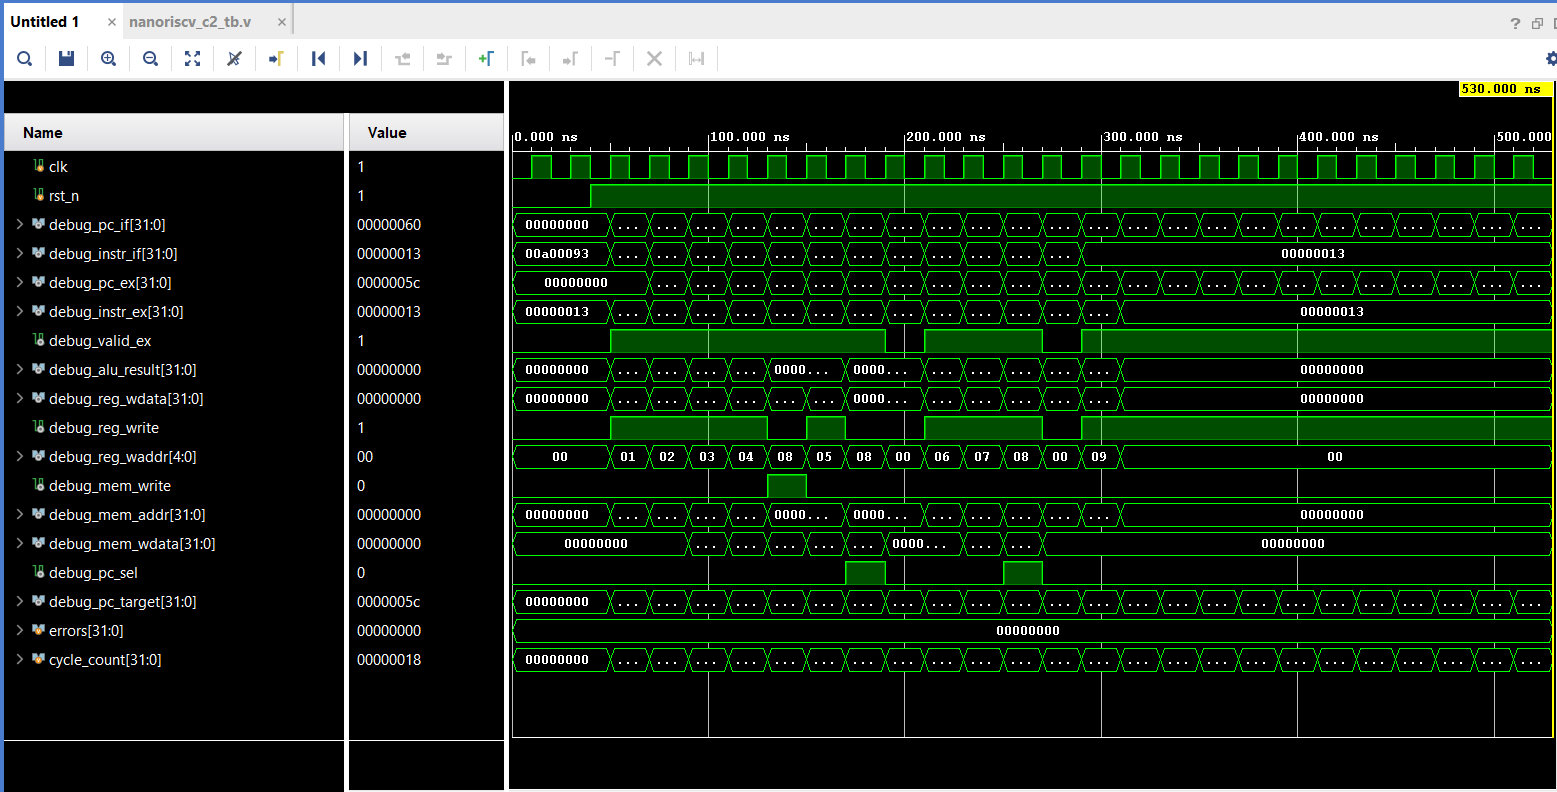 Untitled 1 × nanoriscv_c2_tb.v ×
?
530.000 ns
Name Value
0.000 ns 100.000 ns 200.000 ns 300.000 ns 400.000 ns 500.000
clk 1
rst_n 1
debug_pc_if[31:0] 00000060 00000000 ... ... ... ... ... ... ... ... ... ... ... ... ... ... ... ... ... ... ... ... ... ... ... ...
debug_instr_if[31:0] 00000013 00a00093 ... ... ... ... ... ... ... ... ... ... ... ... 00000013
debug_pc_ex[31:0] 0000005c 00000000 ... ... ... ... ... ... ... ... ... ... ... ... ... ... ... ... ... ... ... ... ... ... ...
debug_instr_ex[31:0] 00000013 00000013 ... ... ... ... ... ... ... ... ... ... ... ... ... 00000013
debug_valid_ex 1
debug_alu_result[31:0] 00000000 00000000 ... ... ... ... 0000... 0000... ... ... ... ... ... 00000000
debug_reg_wdata[31:0] 00000000 00000000 ... ... ... ... ... ... 0000... ... ... ... ... ... 00000000
debug_reg_write 1
debug_reg_waddr[4:0] 00 00 01 02 03 04 08 05 08 00 06 07 08 00 09 00
debug_mem_write 0
debug_mem_addr[31:0] 00000000 00000000 ... ... ... ... 0000... 0000... ... ... ... ... ... 00000000
debug_mem_wdata[31:0] 00000000 00000000 ... ... ... ... ... 0000... ... ... 00000000
debug_pc_sel 0
debug_pc_target[31:0] 0000005c 00000000 ... ... ... ... ... ... ... ... ... ... ... ... ... ... ... ... ... ... ... ... ... ... ... ...
errors[31:0] 00000000 00000000
cycle_count[31:0] 00000018 00000000 ... ... ... ... ... ... ... ... ... ... ... ... ... ... ... ... ... ... ... ... ... ... ... ...